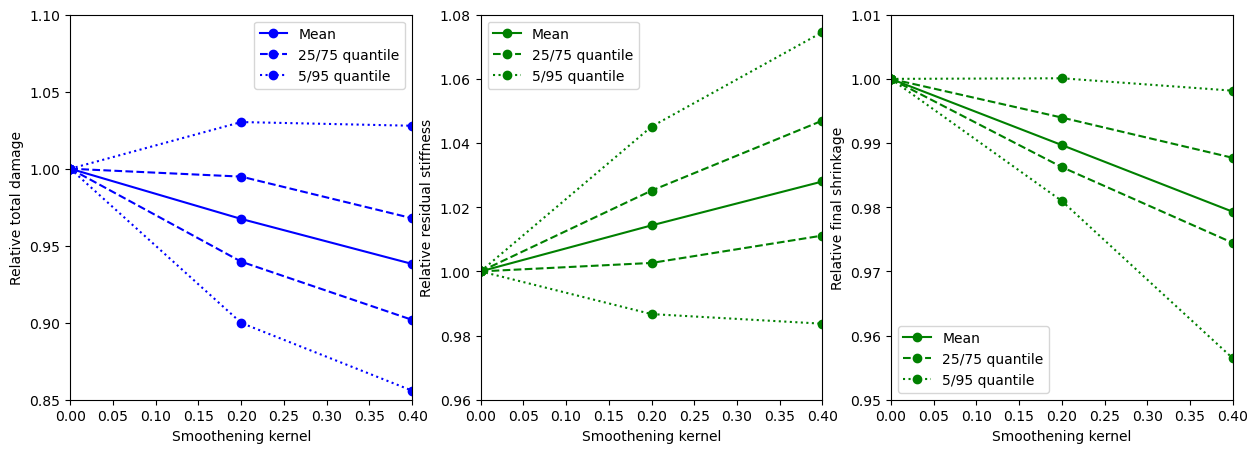 1.10
1.05
1.00
0.95
0.90
0.85
Relative total damage
Mean
25/75 quantile
5/95 quantile
0.00 0.05 0.10 0.15 0.20 0.25 0.30 0.35 0.40
Smoothening kernel
1.08
1.06
1.04
1.02
1.00
0.98
0.96
Relative residual stiffness
Mean
25/75 quantile
5/95 quantile
0.00 0.05 0.10 0.15 0.20 0.25 0.30 0.35 0.40
Smoothening kernel
1.01
1.00
0.99
0.98
0.97
0.96
0.95
Relative final shrinkage
Mean
25/75 quantile
5/95 quantile
0.00 0.05 0.10 0.15 0.20 0.25 0.30 0.35 0.40
Smoothening kernel